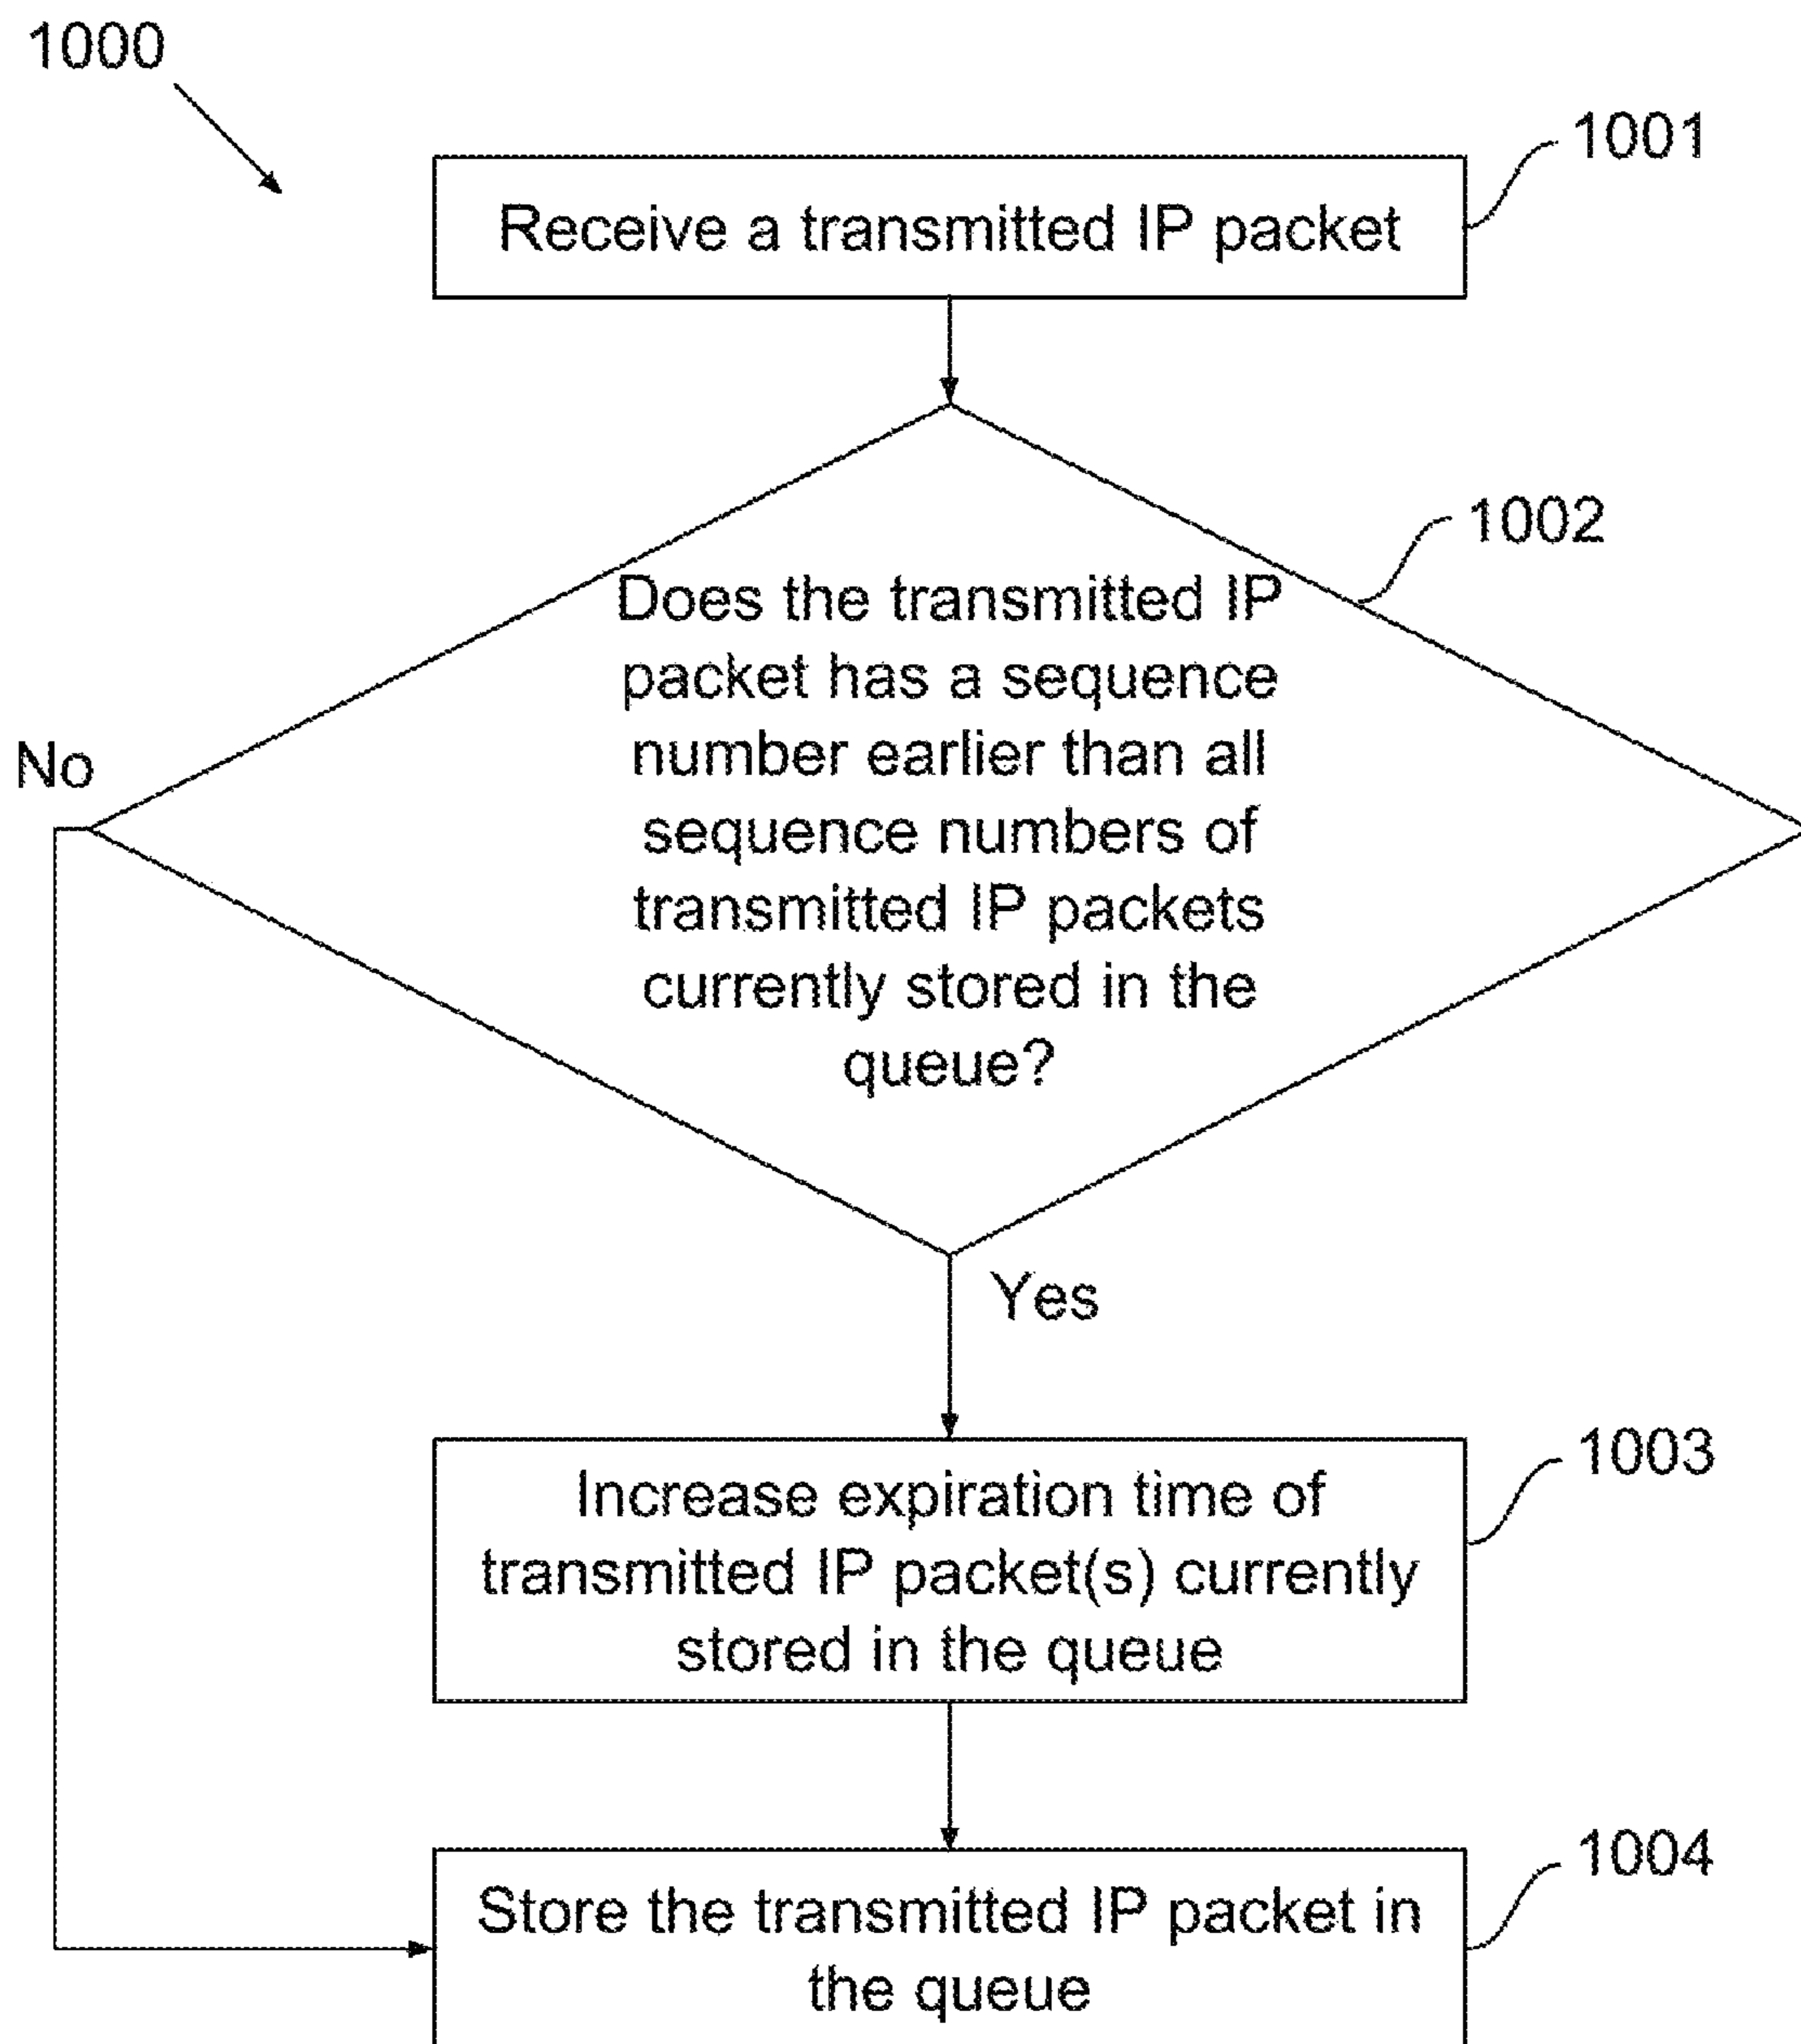 1000
1001
Receive a transmitted IP packet
1002
Does the transmitted IP
packet has a sequence
number earlier than all
sequence numbers of
transmitted IP packets
currently stored in the
queue?
No
Yes
1003
Increase expiration time of
transmitted IP packet(s) currently
stored in the queue
1004
Store the transmitted IP packet in
the queue